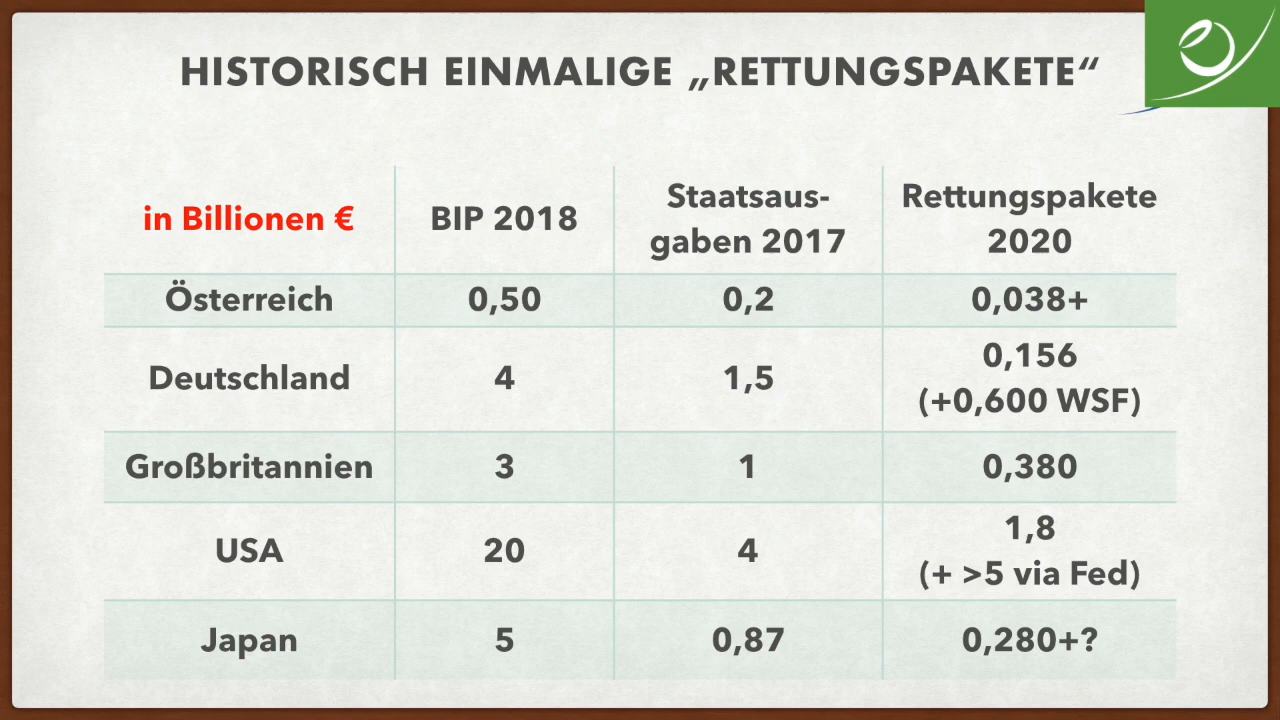 HISTORISCH EINMALIGE „RETTUNGSPAKETE“
in Billionen €
BIP 2018
Staatsaus-
gaben 2017
Rettungspakete
2020
Österreich
0,50
0,2
0,038+
Deutschland
4
1,5
0,156
(+0,600 WSF)
Großbritannien
3
1
0,380
USA
20
4
1,8
(+ >5 via Fed)
Japan
5
0,87
0,280+?